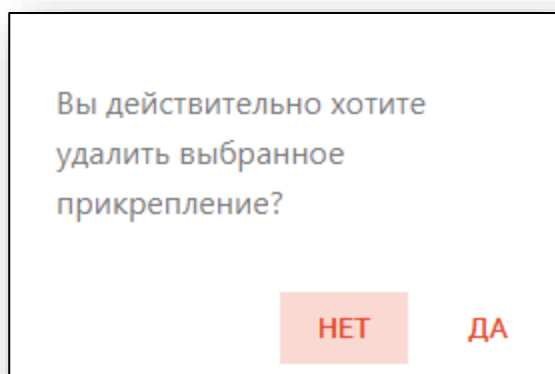 Вы действительно хотите
удалить выбранное
прикрепление?
НЕТ ДА